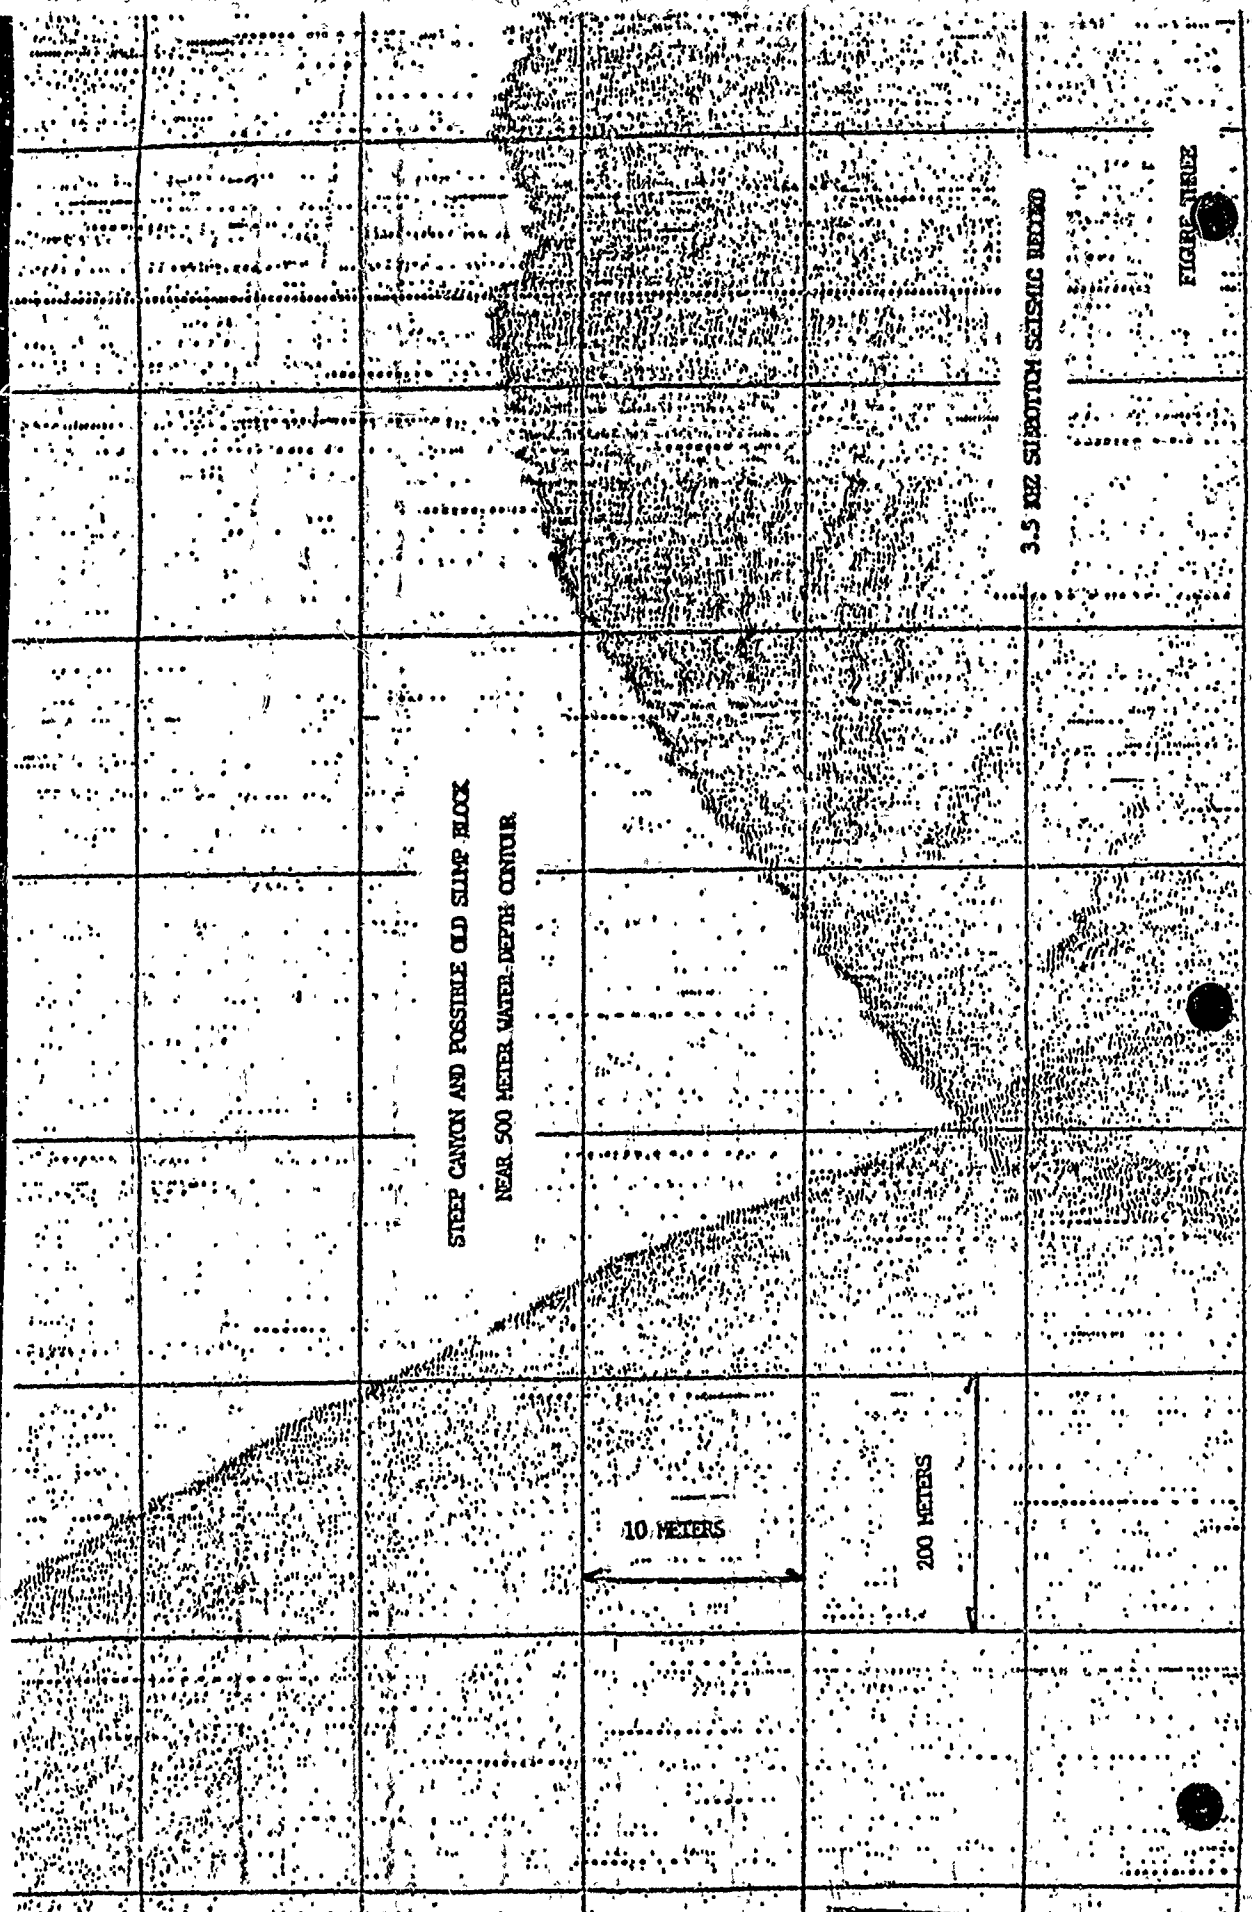 STEEP CANYON AND POSSIBLE OLD SLUMP BLOCK
NEAR 500 METER WATER-DEPTH CONTOUR
10 METERS
200 METERS
3.5 KHZ SUBOTTOM SEISMIC RECORD
FIGURE THREE